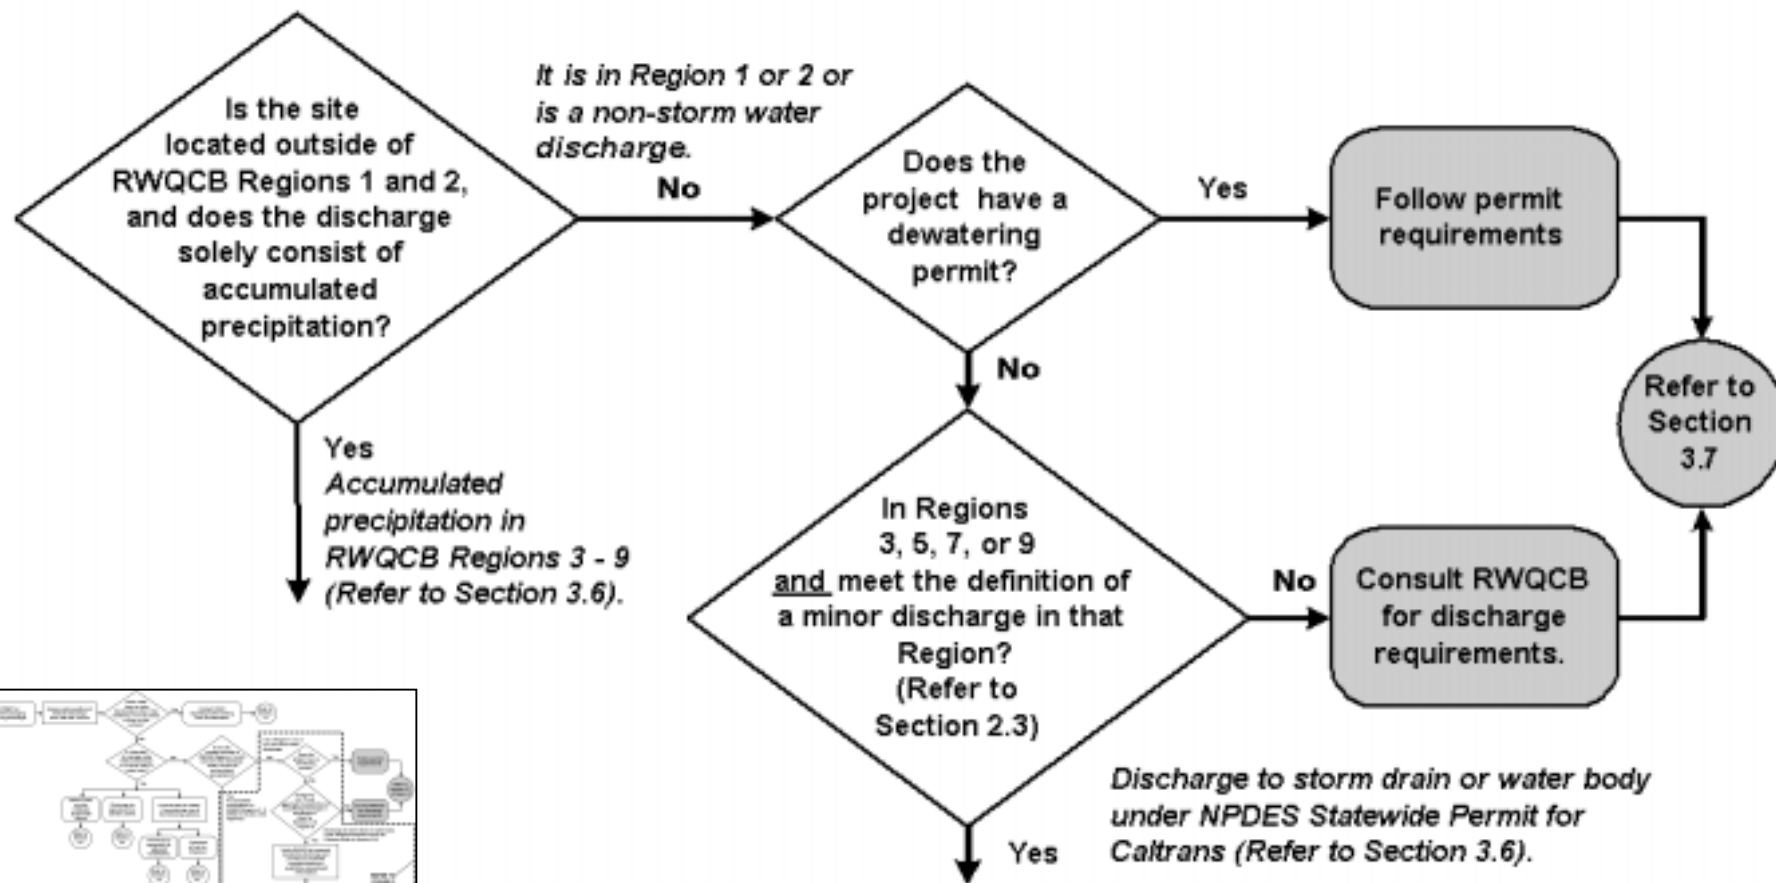 Is the site
located outside of
RWQCB Regions 1 and 2,
and does the discharge
solely consist of
accumulated
precipitation?
It is in Region 1 or 2 or
is a non-storm water
discharge.
No
Does the
project have a
dewatering
permit?
Yes
Follow permit
requirements
No
Refer to
Section
3.7
Yes
Accumulated
precipitation in
RWQCB Regions 3 - 9
(Refer to Section 3.6).
In Regions
3, 5, 7, or 9
and meet the definition of
a minor discharge in that
Region?
(Refer to
Section 2.3)
No
Consult RWQCB
for discharge
requirements.
Yes
Discharge to storm drain or water body
under NPDES Statewide Permit for
Caltrans (Refer to Section 3.6).